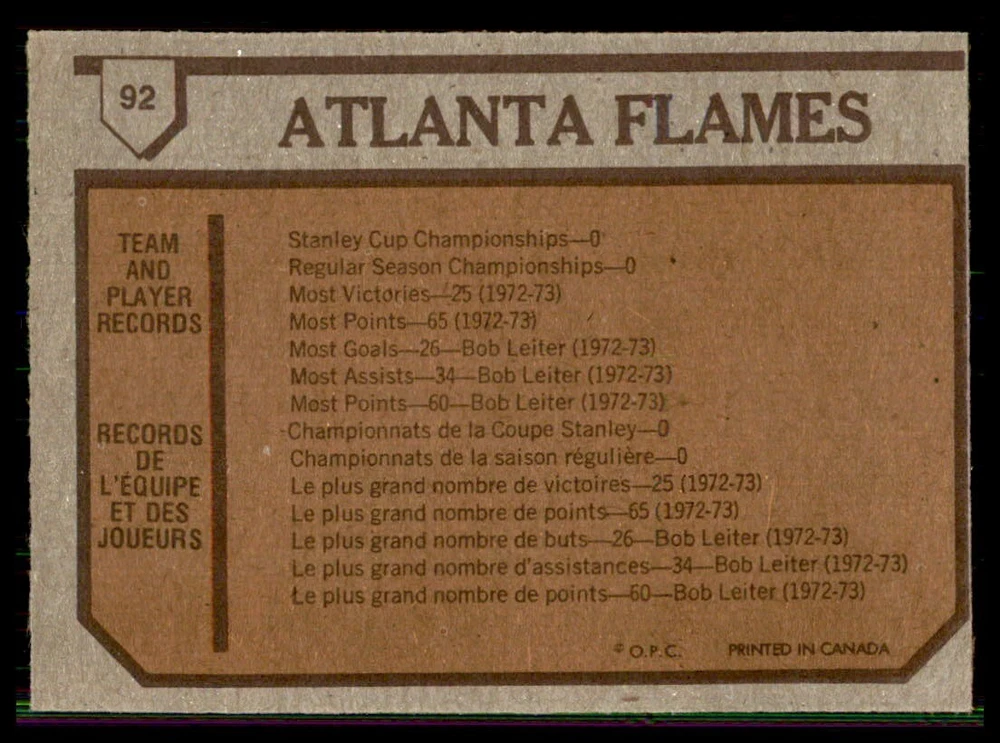 92
ATLANTA FLAMES
TEAM
AND
PLAYER
RECORDS
Stanley Cup Championships—0
Regular Season Championships—0
Most Victories—25 (1972-73)
Most Points—65 (1972-73)
Most Goals—26—Bob Leiter (1972-73)
Most Assists—34—Bob Leiter (1972-73)
Most Points—60—Bob Leiter (1972-73)
RECORDS
DE
L'ÉQUIPE
ET DES
JOUEURS
Championnats de la Coupe Stanley—0
Championnats de la saison régulière—0
Le plus grand nombre de victoires—25 (1972-73)
Le plus grand nombre de points—65 (1972-73)
Le plus grand nombre de buts—26—Bob Leiter (1972-73)
Le plus grand nombre d'assistances—34—Bob Leiter (1972-73)
Le plus grand nombre de points—60—Bob Leiter (1972-73)
O.P.C. PRINTED IN CANADA